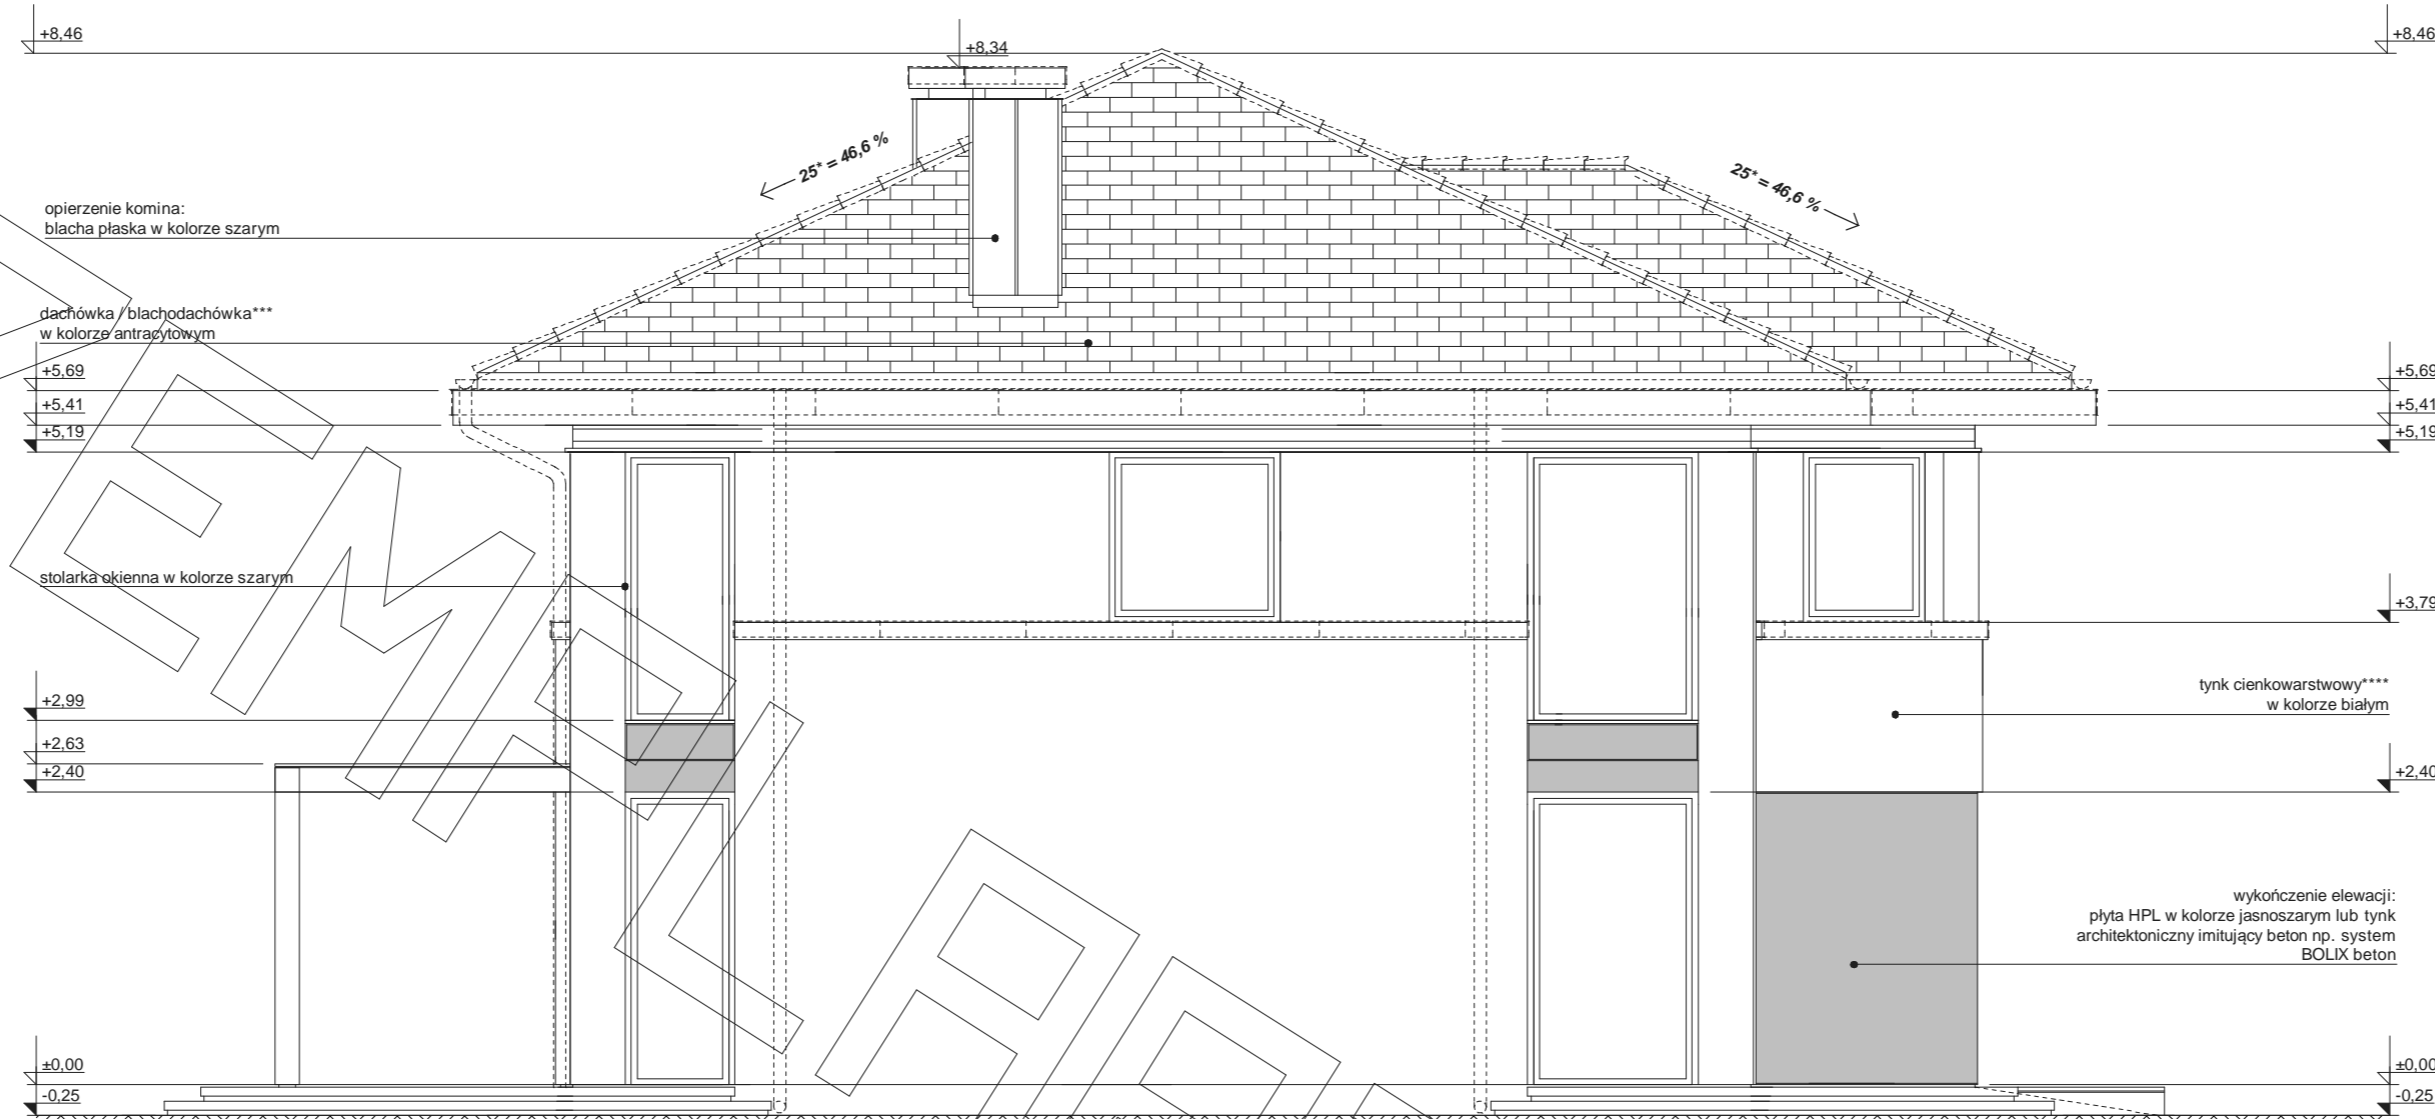 +8,46
+8,34
+8,46
25* = 46,6 %
25* = 46,6 %
opierzenie komina:
blacha płaska w kolorze szarym
dachówka / blachodachówka***
w kolorze antracytowym
+5,69
+5,41
+5,19
+5,69
+5,41
+5,19
stolarka okienna w kolorze szarym
+3,79
+2,99
+2,63
+2,40
tynk cienkowarstwowy****
w kolorze białym
+2,40
wykończenie elewacji:
płyta HPL w kolorze jasnoszarym lub tynk
architektoniczny imitujący beton np. system
BOLIX beton
±0,00
-0,25
±0,00
-0,25